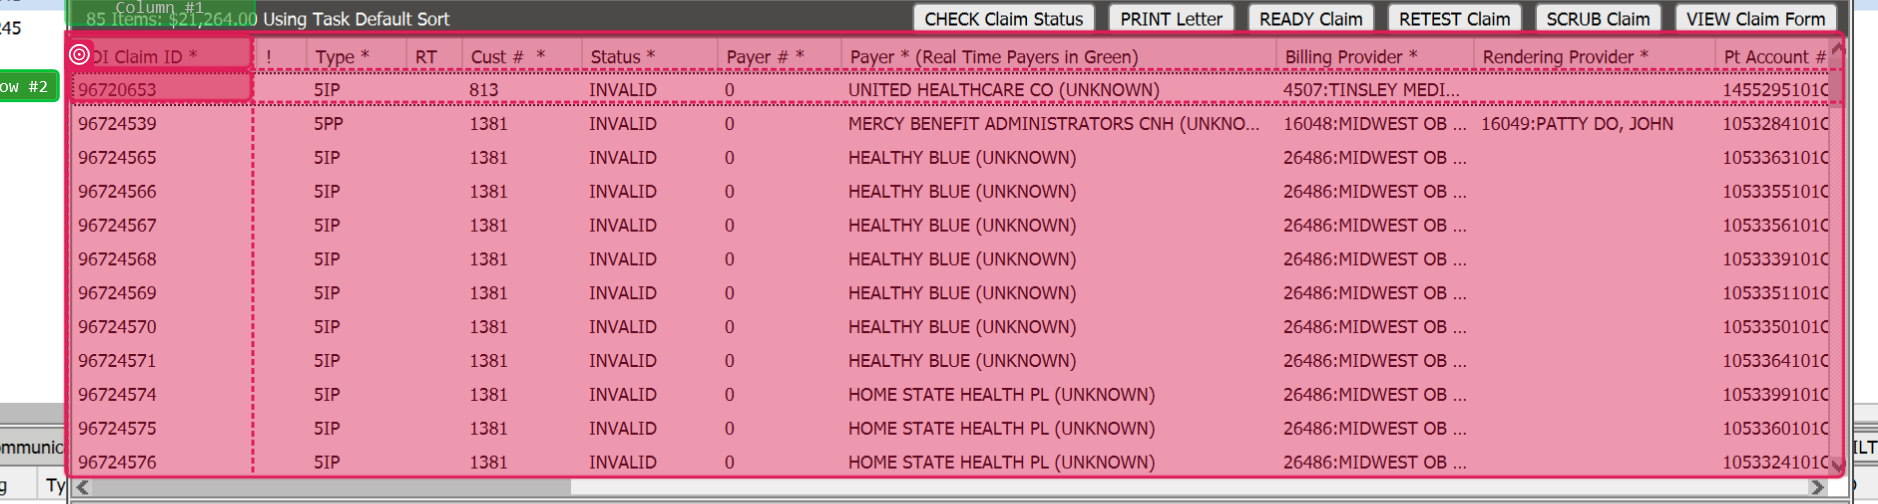 Column #1
85 Items: $21,264.00 Using Task Default Sort CHECK Claim Status PRINT Letter READY Claim RETEST Claim SCRUB Claim VIEW Claim Form
245
DI Claim ID * ! Type * RT Cust # * Status * Payer # * Payer * (Real Time Payers in Green) Billing Provider * Rendering Provider * Pt Account #
ow #2
96720653 5IP 813 INVALID 0 UNITED HEALTHCARE CO (UNKNOWN) 4507:TINSLEY MEDI... 1455295101C
96724539 5PP 1381 INVALID 0 MERCY BENEFIT ADMINISTRATORS CNH (UNKNO... 16048:MIDWEST OB ... 16049:PATTY DO, JOHN 1053284101C
96724565 5IP 1381 INVALID 0 HEALTHY BLUE (UNKNOWN) 26486:MIDWEST OB ... 1053363101C
96724566 5IP 1381 INVALID 0 HEALTHY BLUE (UNKNOWN) 26486:MIDWEST OB ... 1053355101C
96724567 5IP 1381 INVALID 0 HEALTHY BLUE (UNKNOWN) 26486:MIDWEST OB ... 1053356101C
96724568 5IP 1381 INVALID 0 HEALTHY BLUE (UNKNOWN) 26486:MIDWEST OB ... 1053339101C
96724569 5IP 1381 INVALID 0 HEALTHY BLUE (UNKNOWN) 26486:MIDWEST OB ... 1053351101C
96724570 5IP 1381 INVALID 0 HEALTHY BLUE (UNKNOWN) 26486:MIDWEST OB ... 1053350101C
96724571 5IP 1381 INVALID 0 HEALTHY BLUE (UNKNOWN) 26486:MIDWEST OB ... 1053364101C
96724574 5IP 1381 INVALID 0 HOME STATE HEALTH PL (UNKNOWN) 26486:MIDWEST OB ... 1053399101C
96724575 5IP 1381 INVALID 0 HOME STATE HEALTH PL (UNKNOWN) 26486:MIDWEST OB ... 1053360101C
mmunic ILT
96724576 5IP 1381 INVALID 0 HOME STATE HEALTH PL (UNKNOWN) 26486:MIDWEST OB ... 1053324101C
g Ty